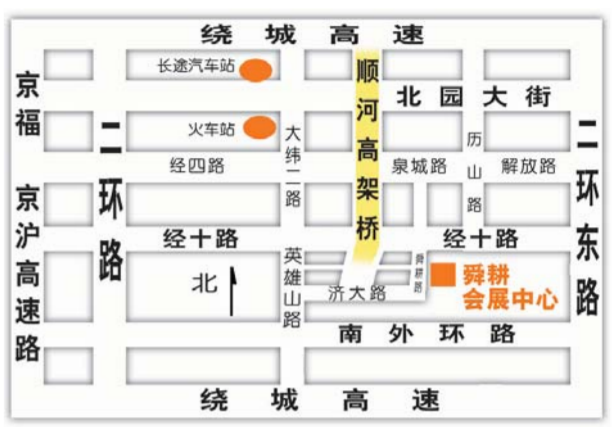 绕城高速
长途汽车站
京福
顺河高架桥
北园大街
火车站
二环路
大纬二路
历山路
二环东路
经四路
泉城路
解放路
京沪高速路
经十路
经十路
英雄山路
舜耕路
舜耕
会展中心
北
济大路
南外环路
绕城高速